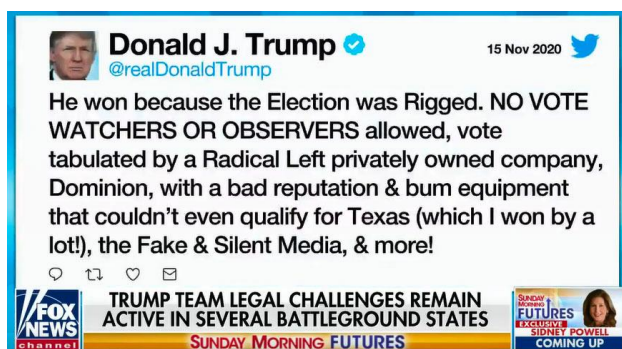 Donald J. Trump
15 Nov 2020
@realDonaldTrump
He won because the Election was Rigged. NO VOTE
WATCHERS OR OBSERVERS allowed, vote
tabulated by a Radical Left privately owned company,
Dominion, with a bad reputation & bum equipment
that couldn't even qualify for Texas (which I won by a
lot!), the Fake & Silent Media, & more!
FOX
NEWS
channel
TRUMP TEAM LEGAL CHALLENGES REMAIN
ACTIVE IN SEVERAL BATTLEGROUND STATES
SUNDAY MORNING FUTURES
SUNDAY
MORNING
FUTURES
EXCLUSIVE
SIDNEY POWELL
COMING UP